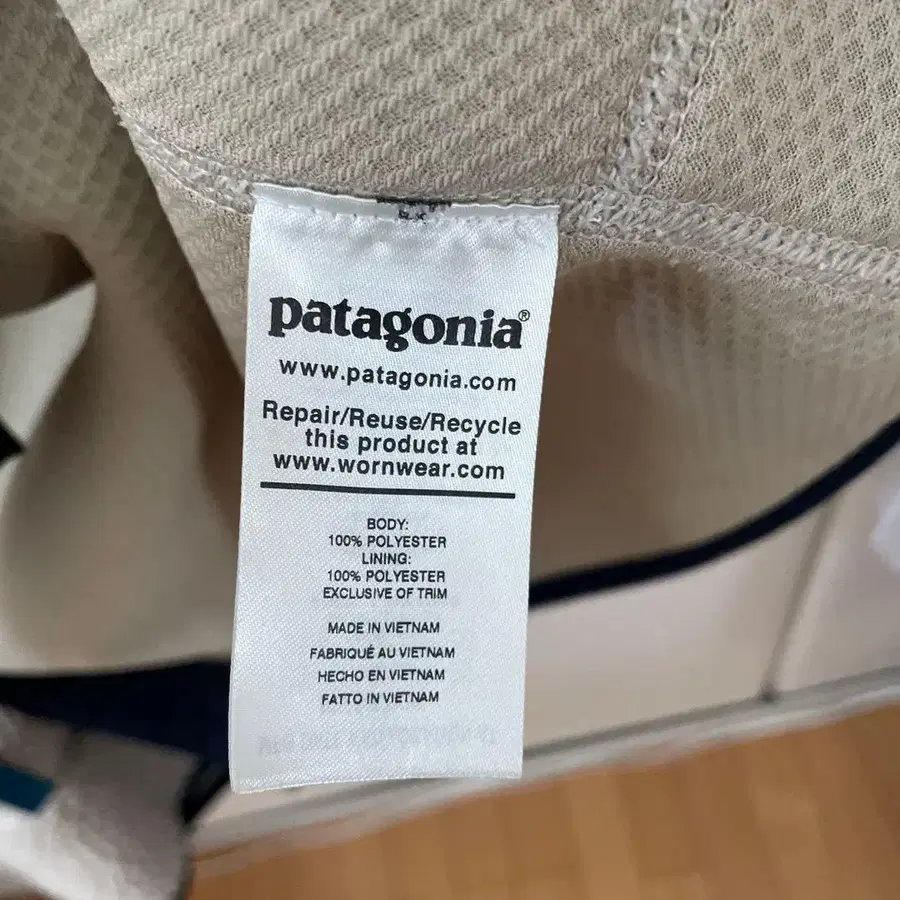 patagonia®
www.patagonia.com
Repair/Reuse/Recycle
this product at
www.wornwear.com
BODY:
100% POLYESTER
LINING:
100% POLYESTER
EXCLUSIVE OF TRIM
MADE IN VIETNAM
FABRIQUÉ AU VIETNAM
HECHO EN VIETNAM
FATTO IN VIETNAM